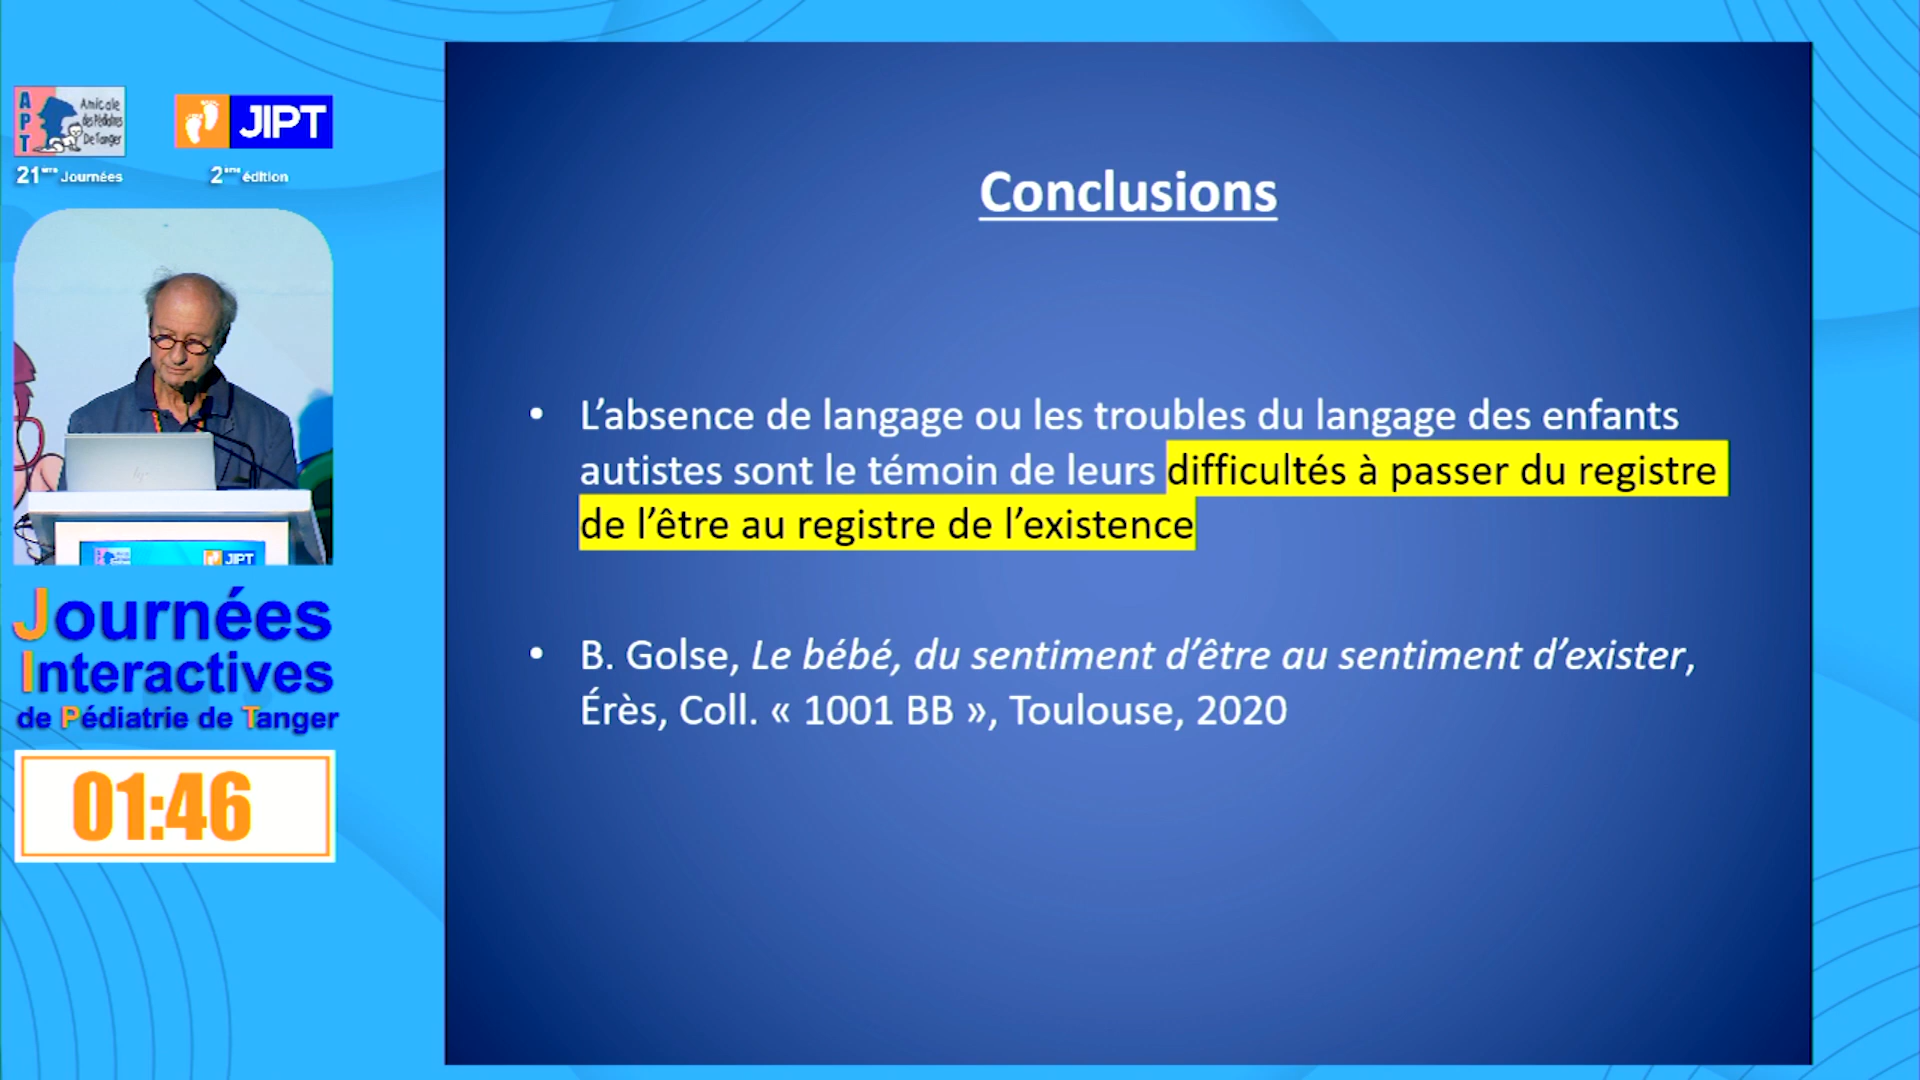 APT
Amicale
des Pédiatres
De Tanger
JIPT
21èmes Journées
2ème édition
Conclusions
• L’absence de langage ou les troubles du langage des enfants
autistes sont le témoin de leurs difficultés à passer du registre
de l’être au registre de l’existence
• B. Golse, Le bébé, du sentiment d’être au sentiment d’exister,
Érès, Coll. « 1001 BB », Toulouse, 2020
hp
JIPT
Journées
Interactives
de Pédiatrie de Tanger
01:46